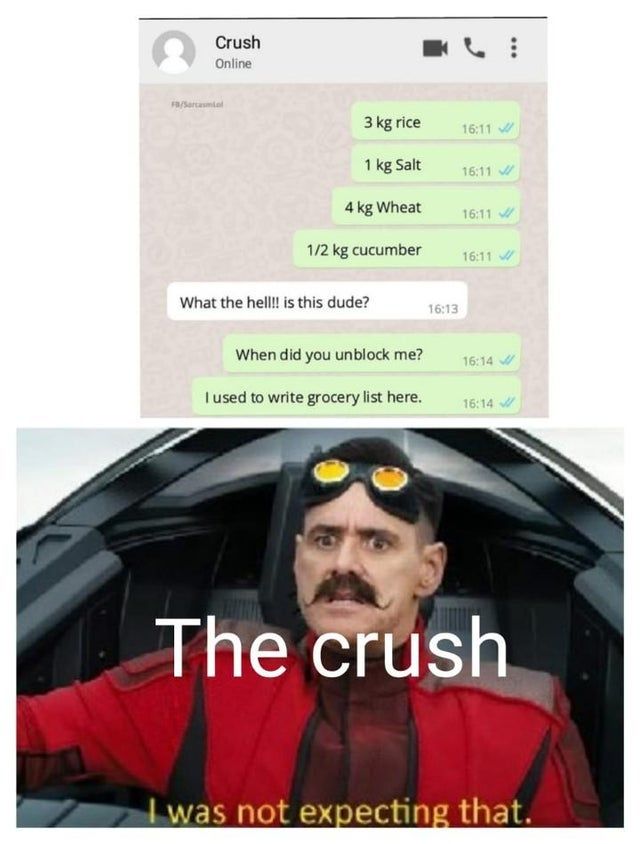 Crush
Online
FB/SarcasmLol
3 kg rice 16:11
1 kg Salt 16:11
4 kg Wheat 16:11
1/2 kg cucumber 16:11
What the hell!! is this dude? 16:13
When did you unblock me? 16:14
I used to write grocery list here. 16:14
The crush
I was not expecting that.